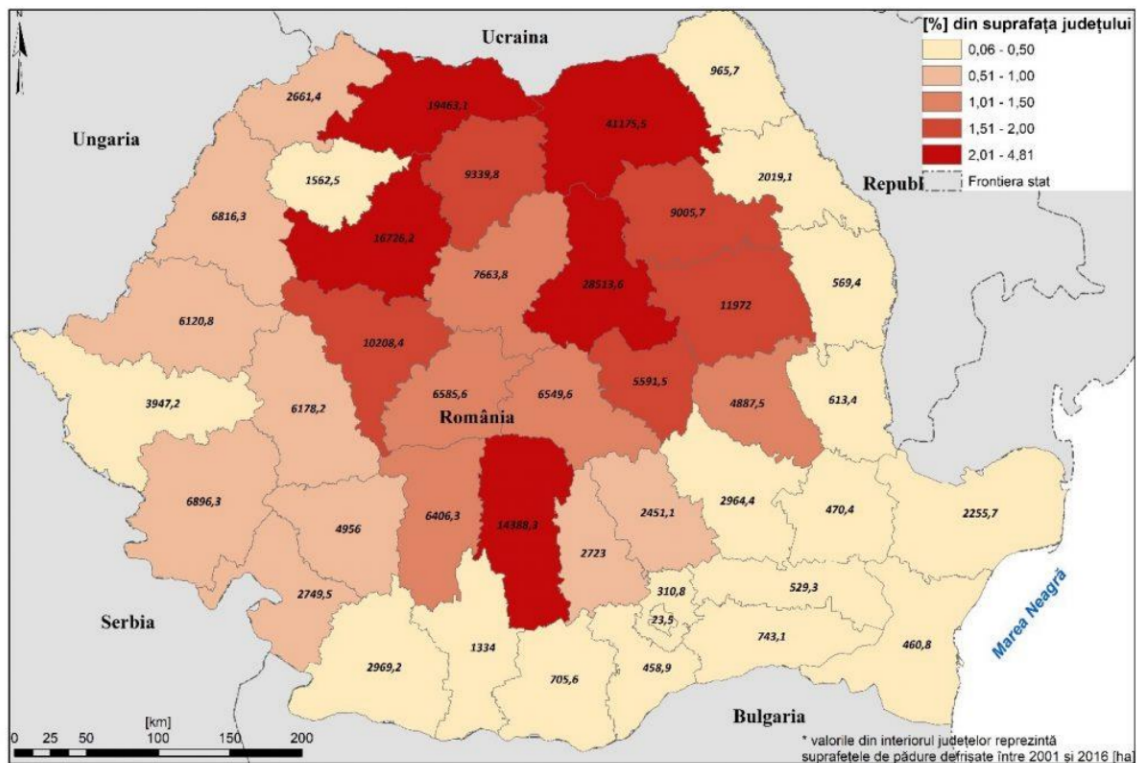 [%] din suprafața județului
0,06 - 0,50
0,51 - 1,00
1,01 - 1,50
1,51 - 2,00
2,01 - 4,81
Frontiera stat
N
Ucraina
965,7
2661,4
19463,1
41175,5
Ungaria
1562,5
9339,8
2019,1
Republ
6816,3
16726,2
9005,7
7663,8
28513,6
569,4
6120,8
11972
10208,4
3947,2
6178,2
6585,6
6549,6
5591,5
4887,5
613,4
România
6896,3
4956
6406,3
14388,3
2723
2451,1
2964,4
470,4
2255,7
2749,5
310,8
529,3
23,5
Serbia
Marea Neagră
2969,2
1334
705,6
458,9
743,1
460,8
Bulgaria
[km]
0 25 50 100 150 200
* valorile din interiorul județelor reprezintă
suprafețele de pădure defrișate între 2001 și 2016 [ha]